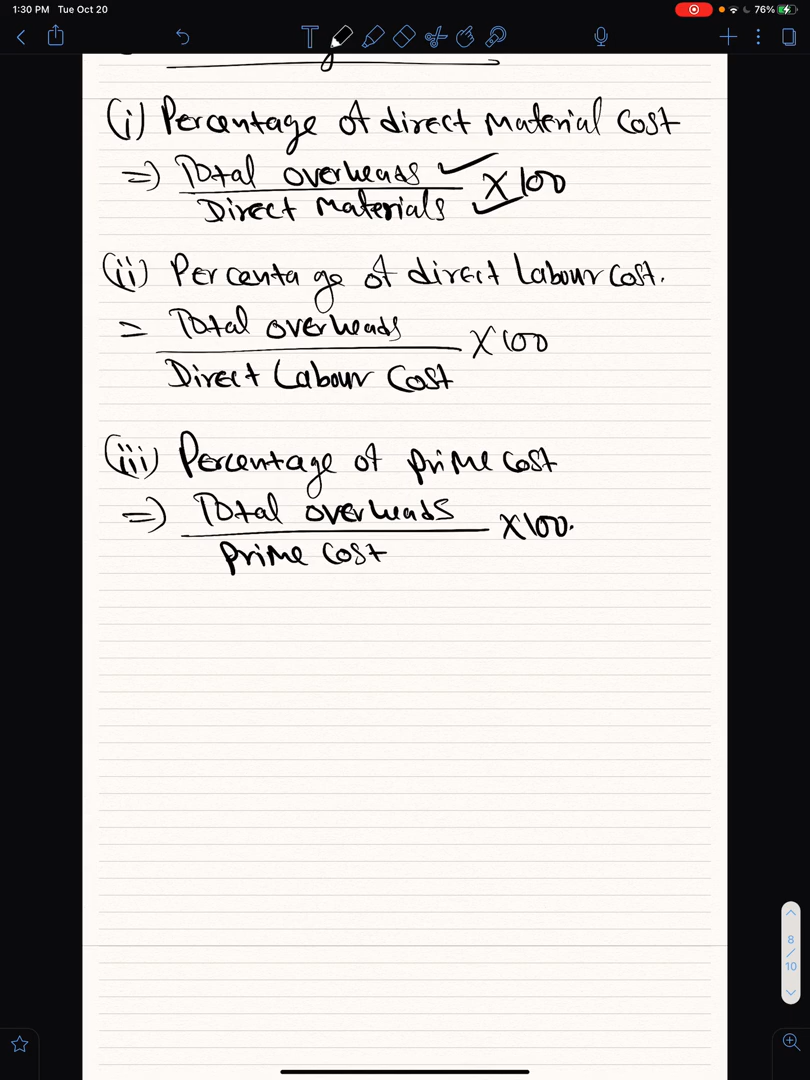 1:30 PM Tue Oct 20
76%
(i) Percentage of direct Material Cost
=) Total overheads
Direct Materials
X 100
(ii) Percentage of direct Labour Cost.
= Total overheads
Direct Labour Cost
X 100
(iii) Percentage of prime Cost
=) Total overheads
prime Cost
X 100.
8
/
10